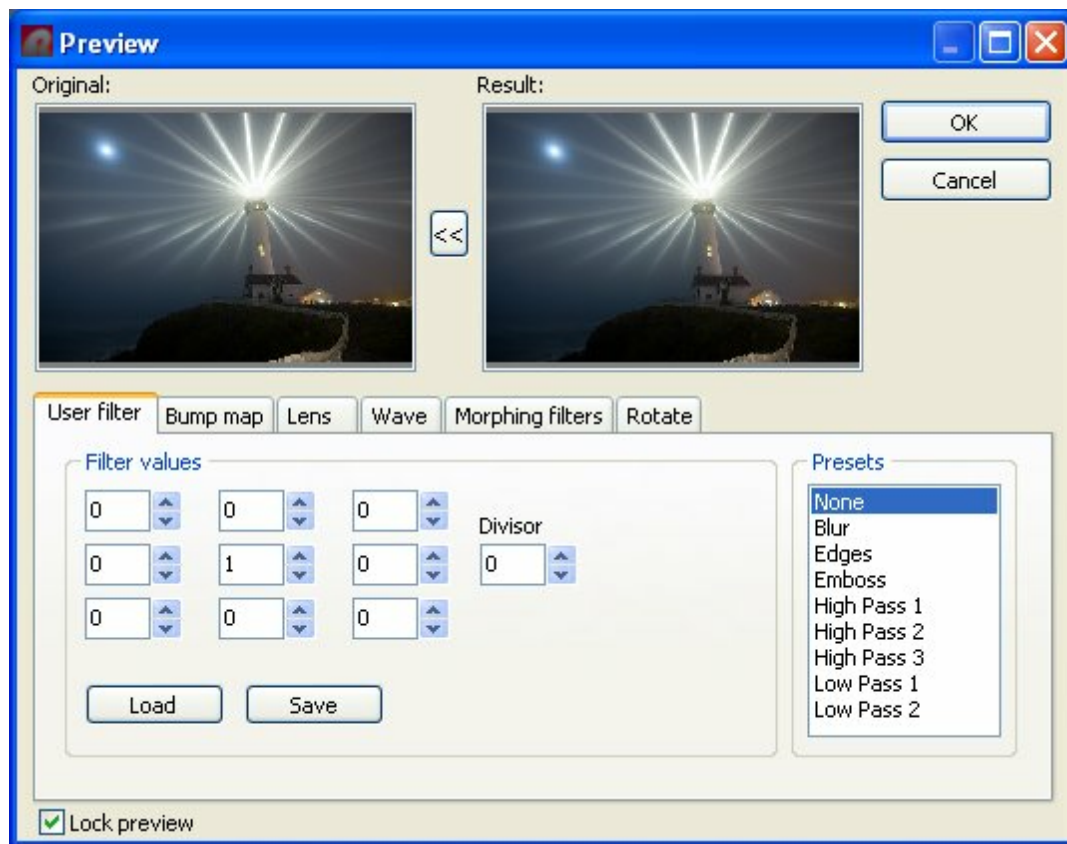 Preview
Original:
Result:
OK
Cancel
<<
User filter
Bump map
Lens
Wave
Morphing filters
Rotate
Filter values
0 0 0
Divisor
0 1 0 0
0 0 0
Load
Save
Presets
None
Blur
Edges
Emboss
High Pass 1
High Pass 2
High Pass 3
Low Pass 1
Low Pass 2
Lock preview